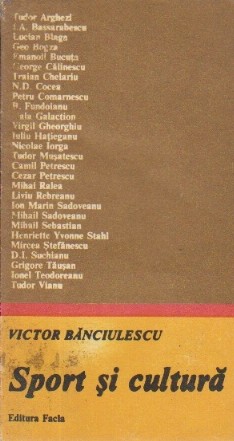 Tudor Arghezi
I.A. Bassarabescu
Lucian Blaga
Geo Bogza
Emanoil Bucuța
George Călinescu
Traian Chelariu
N.D. Cocea
Petru Comarnescu
B. Fundoianu
Gala Galaction
Virgil Gheorghiu
Iuliu Hațieganu
Nicolae Iorga
Tudor Mușatescu
Camil Petrescu
Cezar Petrescu
Mihai Ralea
Liviu Rebreanu
Ion Marin Sadoveanu
Mihail Sadoveanu
Mihail Sebastian
Henriette Yvonne Stahl
Mircea Ștefănescu
D.I. Suchianu
Grigore Tăușan
Ionel Teodoreanu
Tudor Vianu
VICTOR BĂNCIULESCU
Sport și cultură
Editura Facla